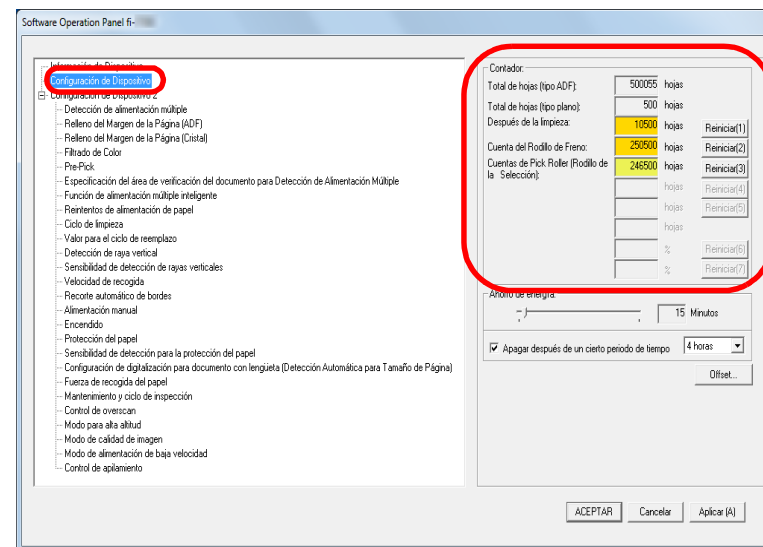 Software Operation Panel fi-
Información de Dispositivo
Configuración de Dispositivo
Configuración de Dispositivo 2
Detección de alimentación múltiple
Relleno del Margen de la Página (ADF)
Relleno del Margen de la Página (Cristal)
Filtrado de Color
Pre-Pick
Especificación del área de verificación del documento para Detección de Alimentación Múltiple
Función de alimentación múltiple inteligente
Reintentos de alimentación de papel
Ciclo de limpieza
Valor para el ciclo de reemplazo
Detección de raya vertical
Sensibilidad de detección de rayas verticales
Velocidad de recogida
Recorte automático de bordes
Alimentación manual
Encendido
Protección del papel
Sensibilidad de detección para la protección del papel
Configuración de digitalización para documento con lengüeta (Detección Automática para Tamaño de Página)
Fuerza de recogida del papel
Mantenimiento y ciclo de inspección
Control de overscan
Modo para alta altitud
Modo de calidad de imagen
Modo de alimentación de baja velocidad
Control de apilamiento
Contador:
Total de hojas (tipo ADF): 500055 hojas
Total de hojas (tipo plano): 500 hojas
Después de la limpieza: 10500 hojas Reiniciar(1)
Cuenta del Rodillo de Freno: 250500 hojas Reiniciar(2)
Cuentas de Pick Roller (Rodillo de 246500 hojas Reiniciar(3)
la Selección):
hojas Reiniciar(4)
hojas Reiniciar(5)
hojas
% Reiniciar(6)
% Reiniciar(7)
Ahorro de energía:
15 Minutos
Apagar después de un cierto periodo de tiempo 4 horas
Offset...
ACEPTAR Cancelar Aplicar (A)